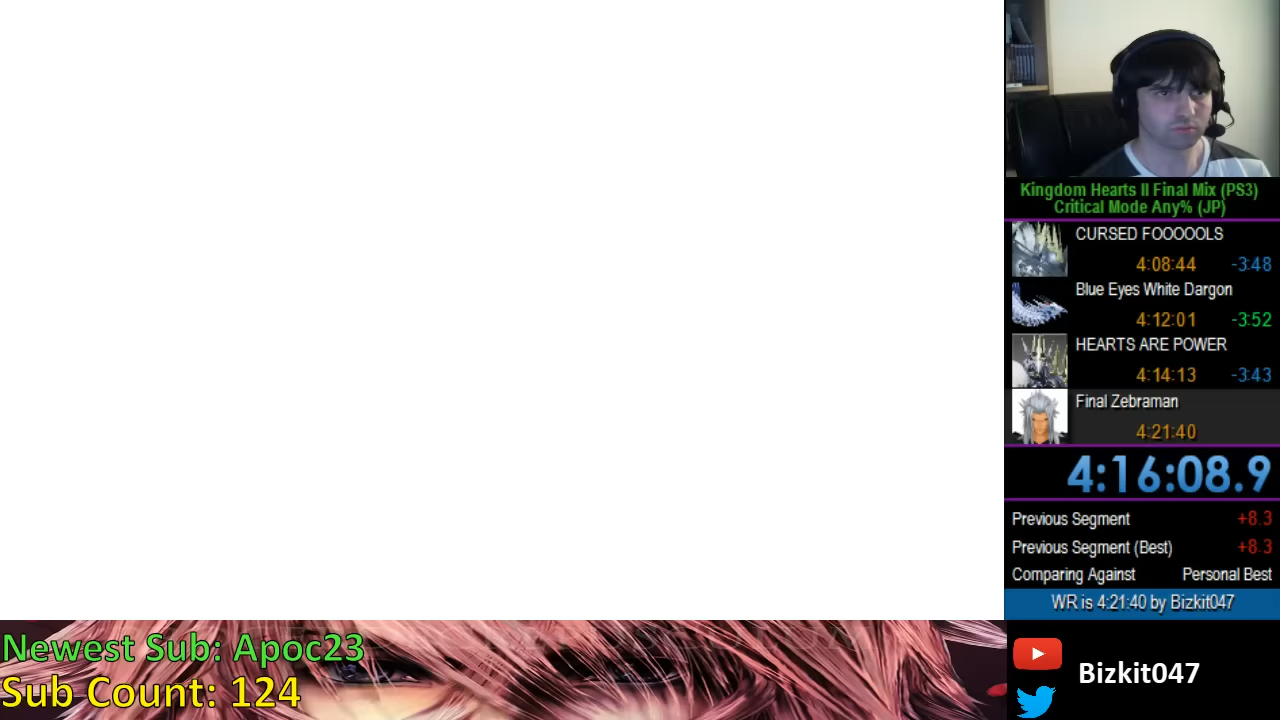 Kingdom Hearts II Final Mix (PS3)
Critical Mode Any% (JP)
CURSED FOOOOOLS
4:08:44 -3:48
Blue Eyes White Dargon
4:12:01 -3:52
HEARTS ARE POWER
4:14:13 -3:43
Final Zebraman
4:21:40
4:16:08.9
Previous Segment +8.3
Previous Segment (Best) +8.3
Comparing Against Personal Best
WR is 4:21:40 by Bizkit047
Newest Sub: Apoc23
Sub Count: 124
Bizkit047